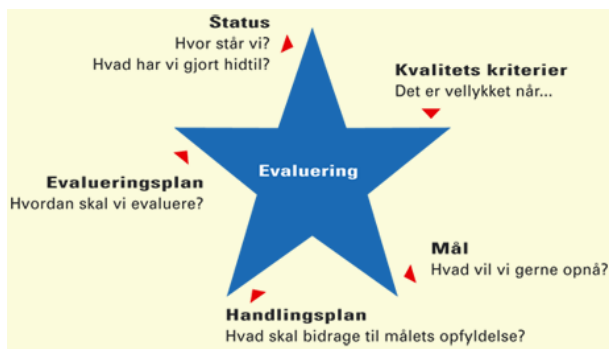 Status
Hvor står vi?
Hvad har vi gjort hidtil?
Kvalitets kriterier
Det er vellykket når...
Evaluering
Evalueringsplan
Hvordan skal vi evaluere?
Mål
Hvad vil vi gerne opnå?
Handlingsplan
Hvad skal bidrage til målets opfyldelse?